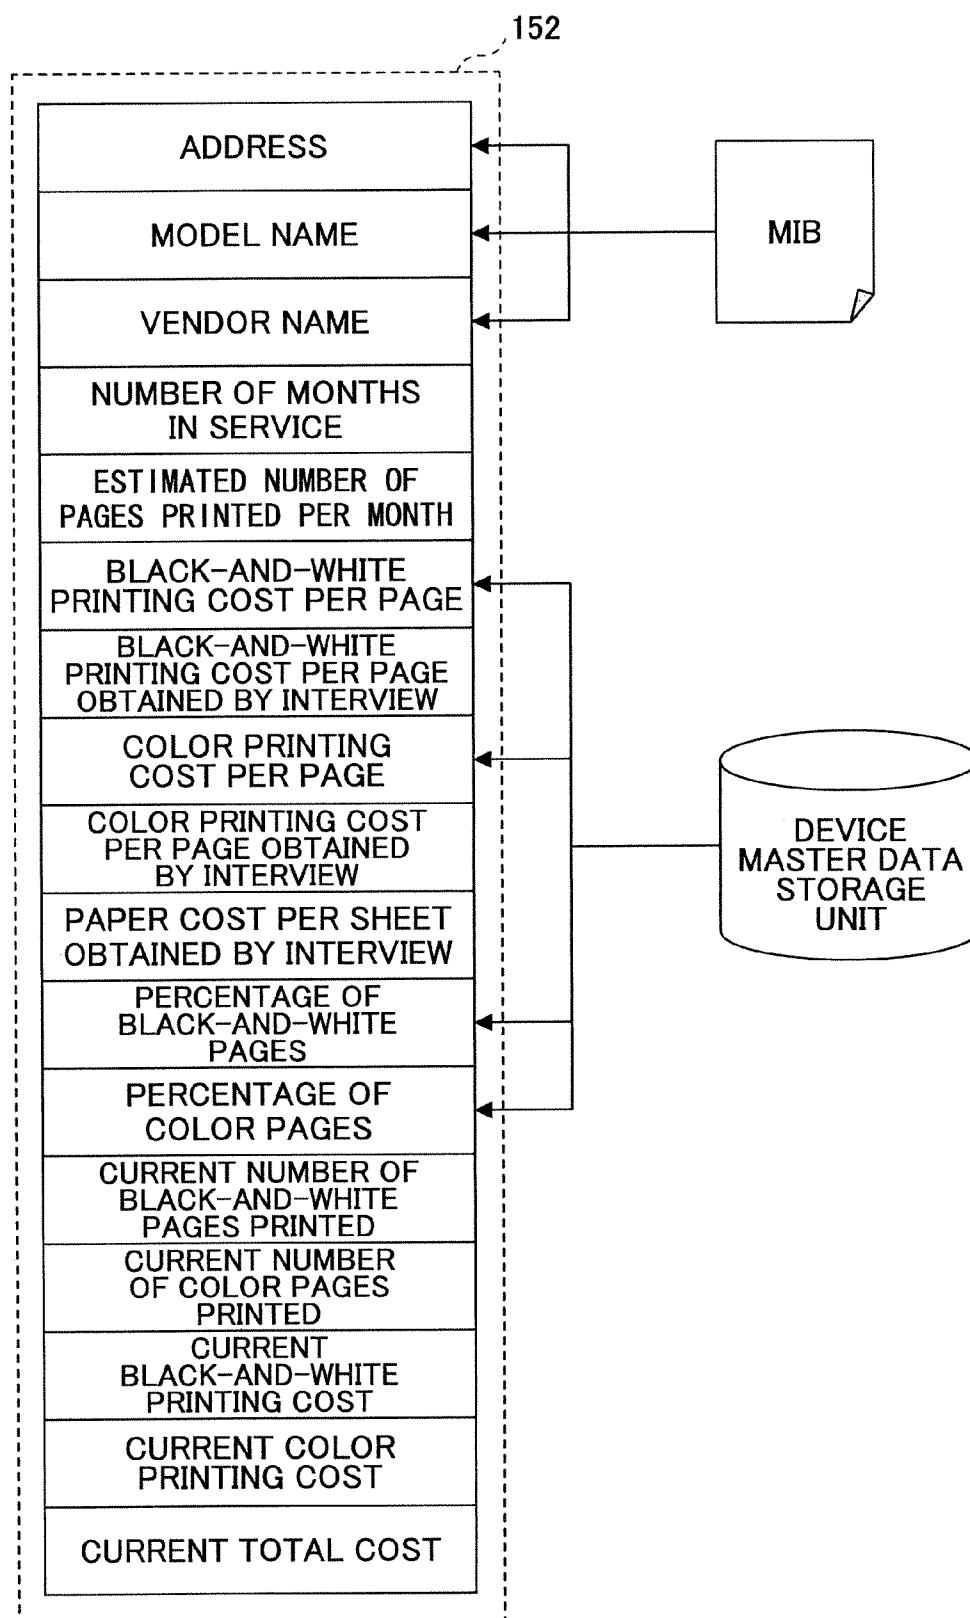 152
ADDRESS
MODEL NAME
VENDOR NAME
MIB
NUMBER OF MONTHS
IN SERVICE
ESTIMATED NUMBER OF
PAGES PRINTED PER MONTH
BLACK-AND-WHITE
PRINTING COST PER PAGE
BLACK-AND-WHITE
PRINTING COST PER PAGE
OBTAINED BY INTERVIEW
COLOR PRINTING
COST PER PAGE
COLOR PRINTING COST
PER PAGE OBTAINED
BY INTERVIEW
PAPER COST PER SHEET
OBTAINED BY INTERVIEW
PERCENTAGE OF
BLACK-AND-WHITE
PAGES
PERCENTAGE OF
COLOR PAGES
DEVICE
MASTER DATA
STORAGE
UNIT
CURRENT NUMBER OF
BLACK-AND-WHITE
PAGES PRINTED
CURRENT NUMBER
OF COLOR PAGES
PRINTED
CURRENT
BLACK-AND-WHITE
PRINTING COST
CURRENT COLOR
PRINTING COST
CURRENT TOTAL COST